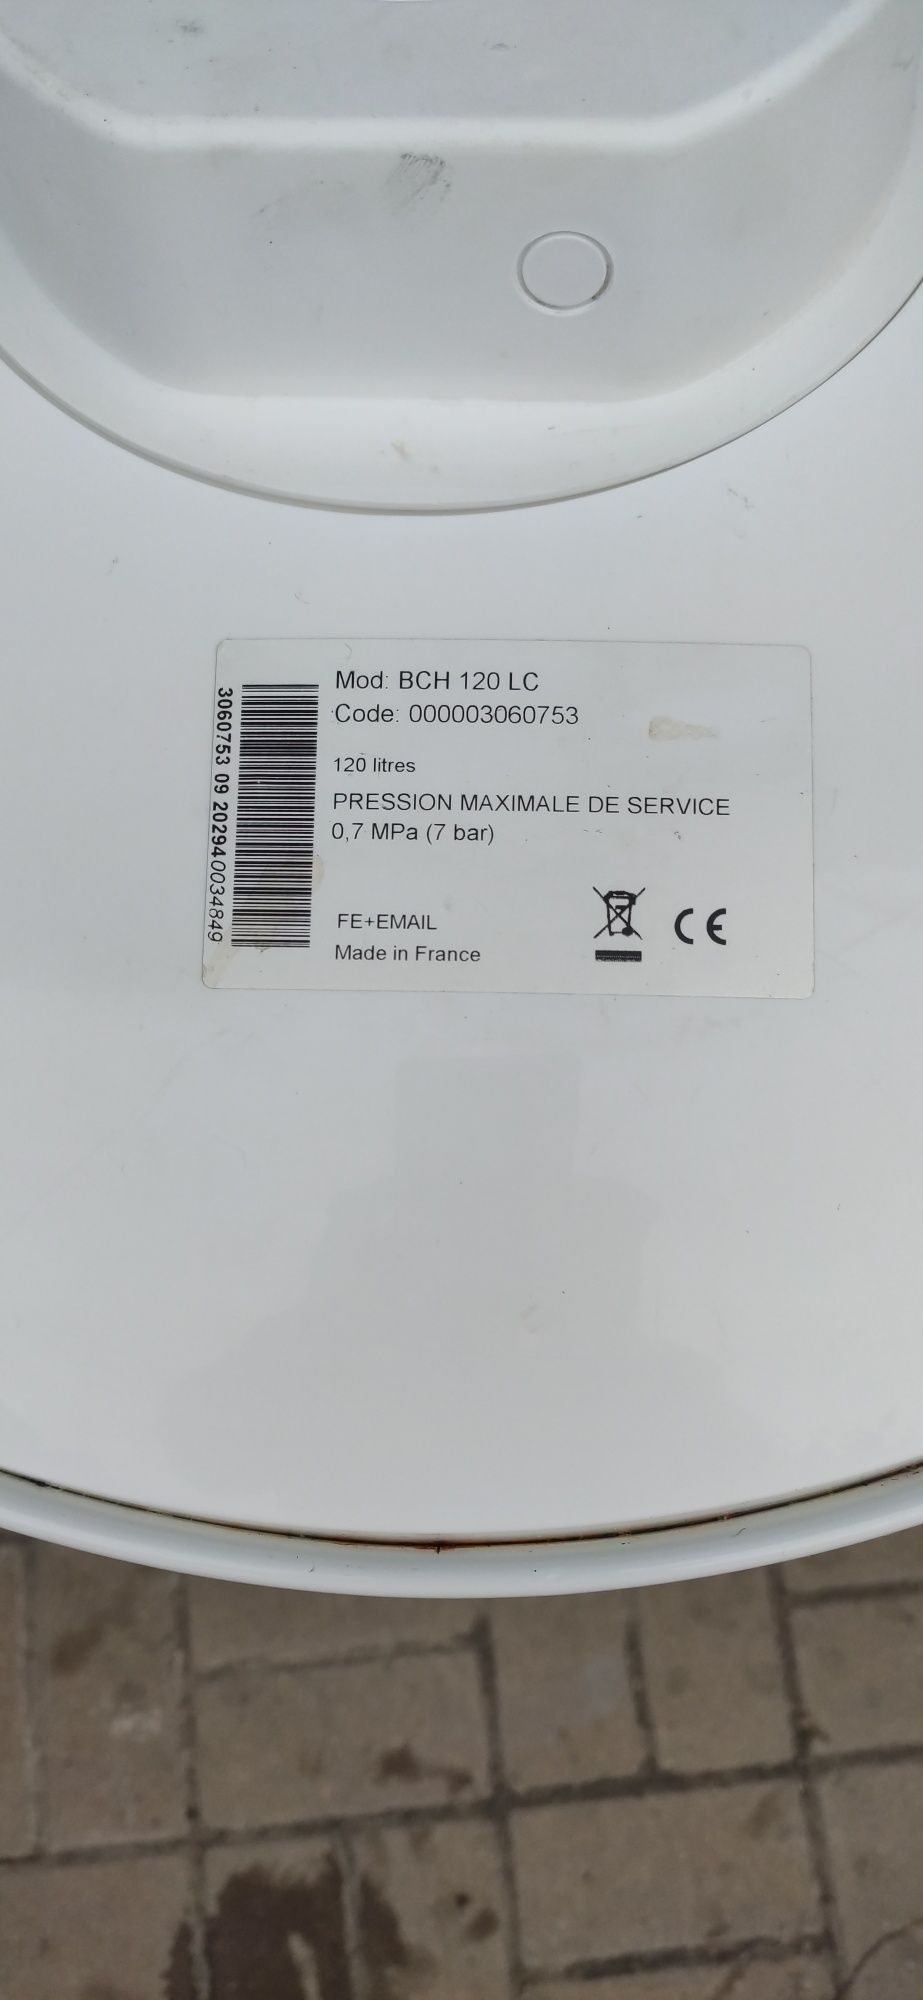 Mod: BCH 120 LC
Code: 000003060753
120 litres
PRESSION MAXIMALE DE SERVICE
0,7 MPa (7 bar)
FE+EMAIL
Made in France
CE
3060753 09 202940034849